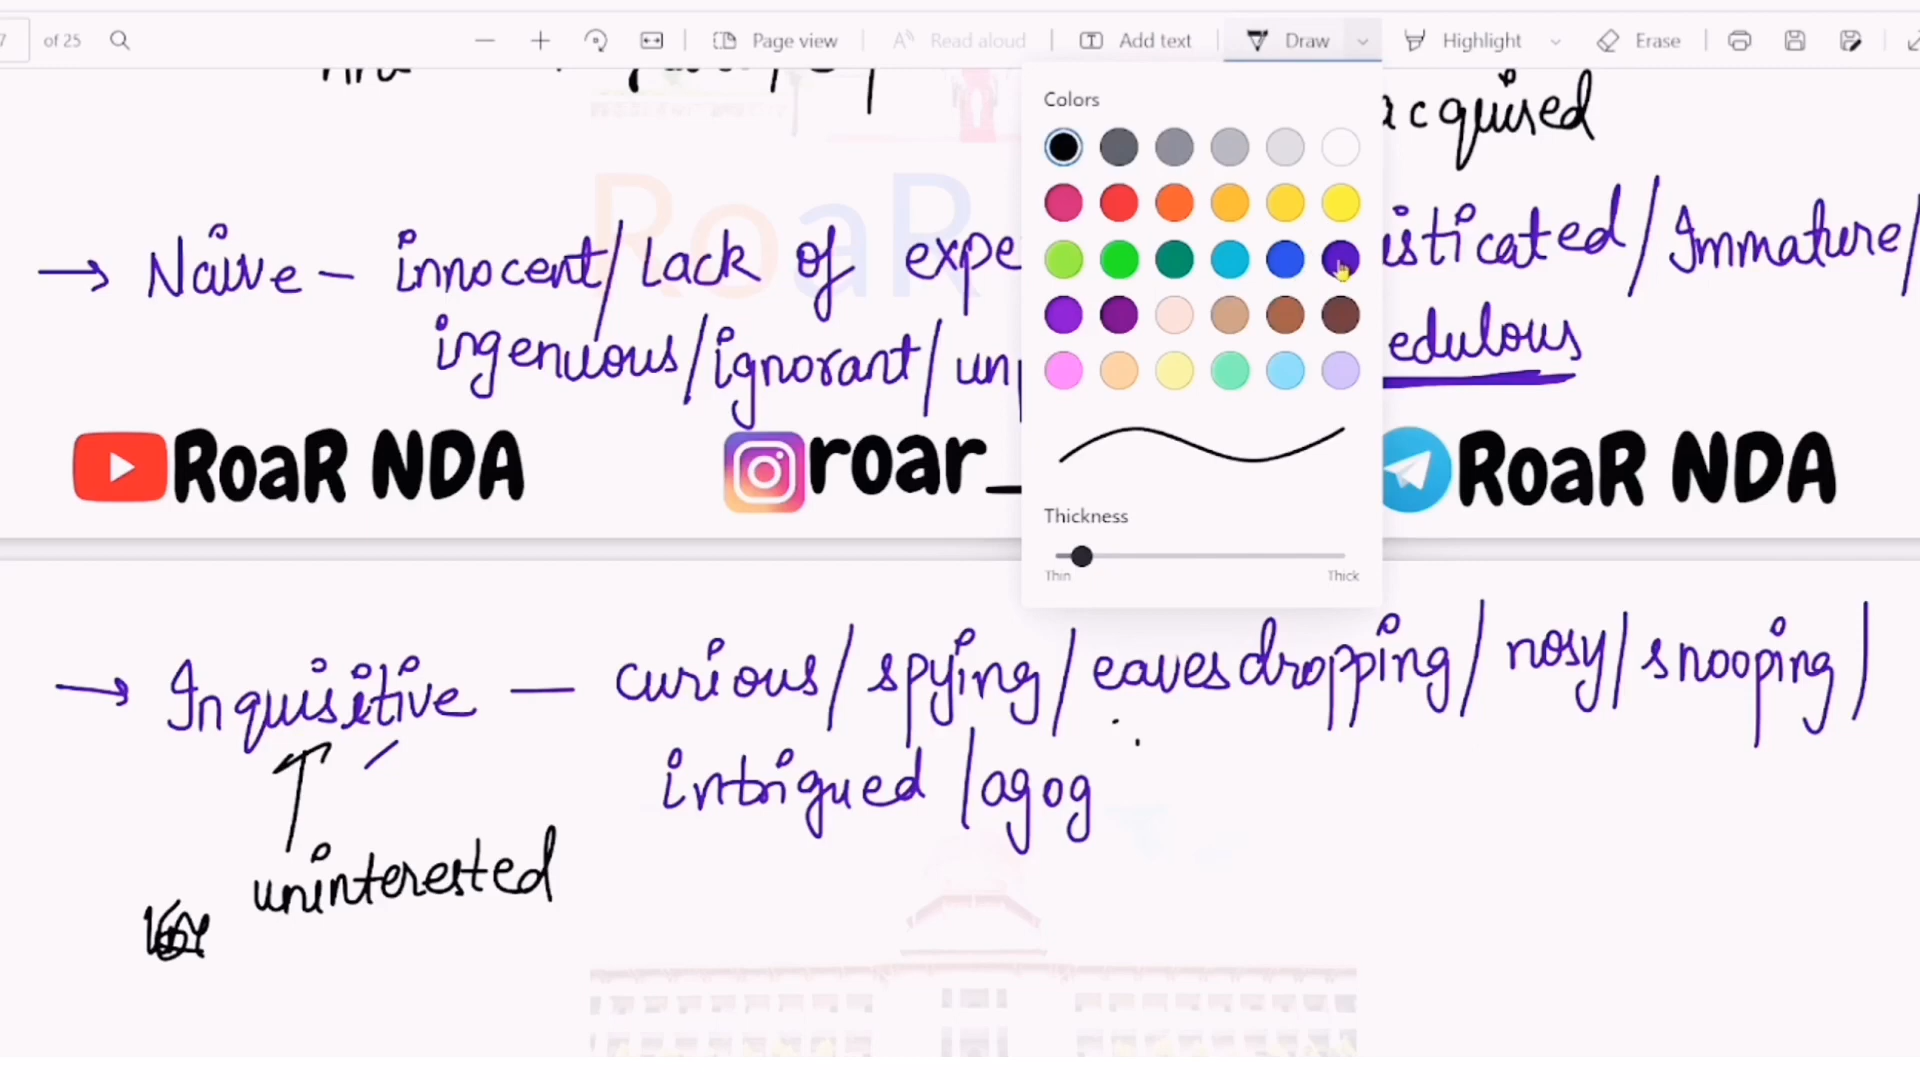 7 of 25 Page view Read aloud Add text Draw Highlight Erase
Colors
acquired
RoaR
→ Naive - innocent/Lack of expe isticated/Immature/
ingenuous/ignorant/un edulous
RoaR NDA roar_ RoaR NDA
Thickness
Thin Thick
→ Inquisitive - curious/spying/eavesdropping/nosy/snooping/
intrigued/agog
uninterested